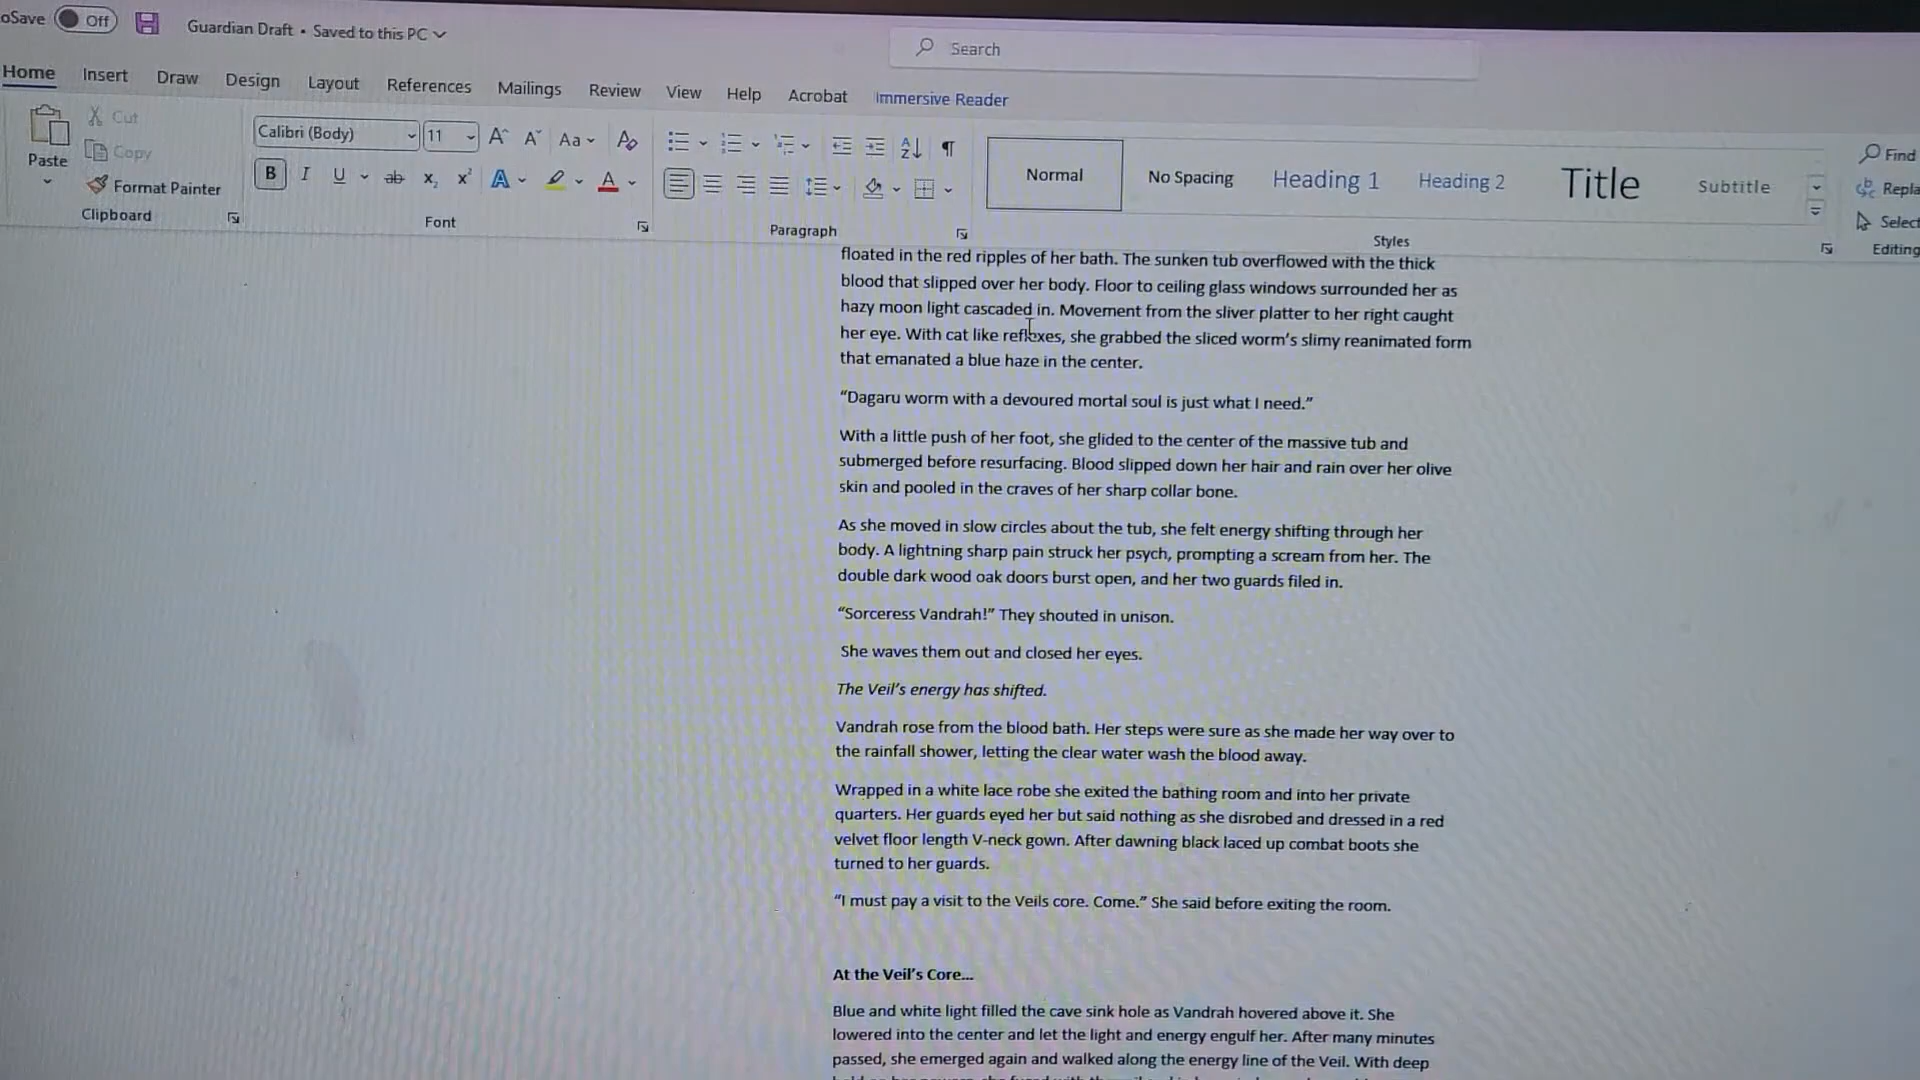 oSave Off Guardian Draft • Saved to this PC
Search
Home Insert Draw Design Layout References Mailings Review View Help Acrobat Immersive Reader
Paste
Cut
Copy
Format Painter
Clipboard
Calibri (Body) 11 Aa
B I U ab x₂ x² A A
Font
Paragraph
Normal No Spacing Heading 1 Heading 2 Title Subtitle
Styles
Find
Repla
Select
Editing
floated in the red ripples of her bath. The sunken tub overflowed with the thick
blood that slipped over her body. Floor to ceiling glass windows surrounded her as
hazy moon light cascaded in. Movement from the sliver platter to her right caught
her eye. With cat like reflexes, she grabbed the sliced worm's slimy reanimated form
that emanated a blue haze in the center.
“Dagaru worm with a devoured mortal soul is just what I need.”
With a little push of her foot, she glided to the center of the massive tub and
submerged before resurfacing. Blood slipped down her hair and rain over her olive
skin and pooled in the craves of her sharp collar bone.
As she moved in slow circles about the tub, she felt energy shifting through her
body. A lightning sharp pain struck her psych, prompting a scream from her. The
double dark wood oak doors burst open, and her two guards filed in.
“Sorceress Vandrah!” They shouted in unison.
She waves them out and closed her eyes.
The Veil's energy has shifted.
Vandrah rose from the blood bath. Her steps were sure as she made her way over to
the rainfall shower, letting the clear water wash the blood away.
Wrapped in a white lace robe she exited the bathing room and into her private
quarters. Her guards eyed her but said nothing as she disrobed and dressed in a red
velvet floor length V-neck gown. After dawning black laced up combat boots she
turned to her guards.
“I must pay a visit to the Veils core. Come.” She said before exiting the room.
At the Veil's Core...
Blue and white light filled the cave sink hole as Vandrah hovered above it. She
lowered into the center and let the light and energy engulf her. After many minutes
passed, she emerged again and walked along the energy line of the Veil. With deep